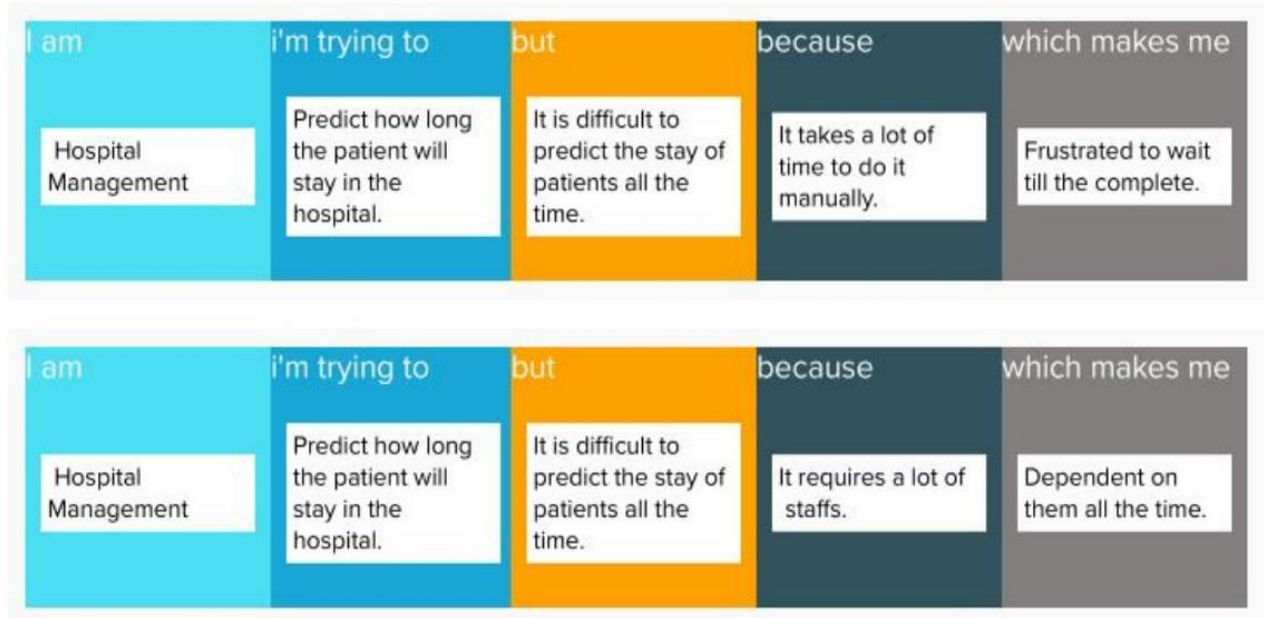 I am
i'm trying to
but
because
which makes me
Hospital
Management
Predict how long
the patient will
stay in the
hospital.
It is difficult to
predict the stay of
patients all the
time.
It takes a lot of
time to do it
manually.
Frustrated to wait
till the complete.
I am
i'm trying to
but
because
which makes me
Hospital
Management
Predict how long
the patient will
stay in the
hospital.
It is difficult to
predict the stay of
patients all the
time.
It requires a lot of
staffs.
Dependent on
them all the time.